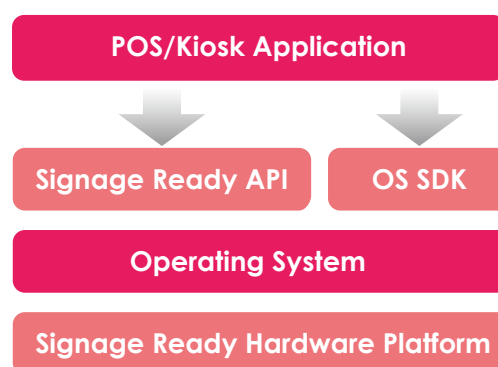 POS/Kiosk Application
Signage Ready API
OS SDK
Operating System
Signage Ready Hardware Platform